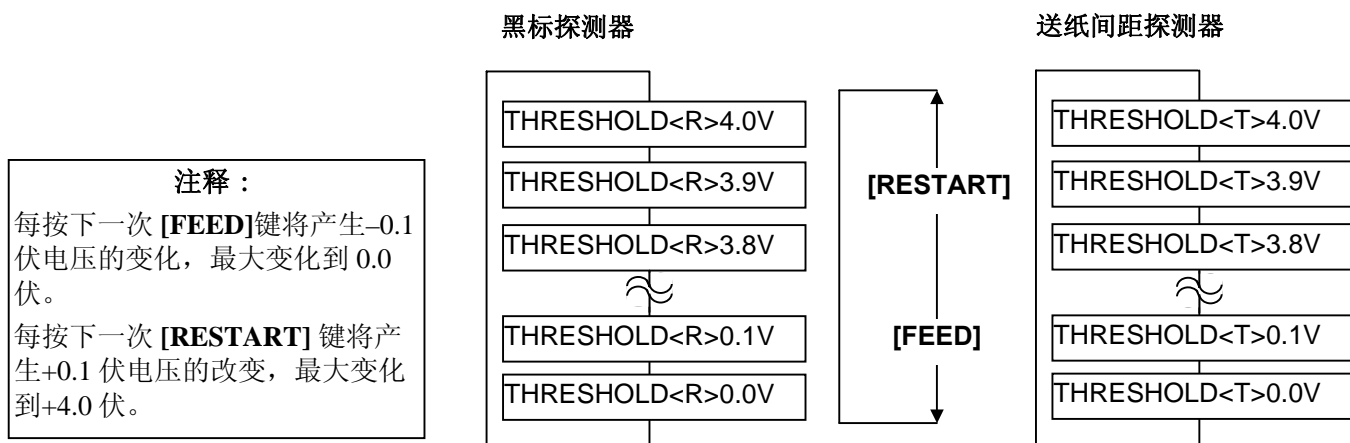 黑标探测器
送纸间距探测器
注释：
每按下一次 [FEED]键将产生–0.1
伏电压的变化，最大变化到 0.0
伏。
每按下一次 [RESTART] 键将产
生+0.1 伏电压的改变，最大变化
到+4.0 伏。
THRESHOLD<R>4.0V
THRESHOLD<R>3.9V
THRESHOLD<R>3.8V
THRESHOLD<R>0.1V
THRESHOLD<R>0.0V
[RESTART]
[FEED]
THRESHOLD<T>4.0V
THRESHOLD<T>3.9V
THRESHOLD<T>3.8V
THRESHOLD<T>0.1V
THRESHOLD<T>0.0V